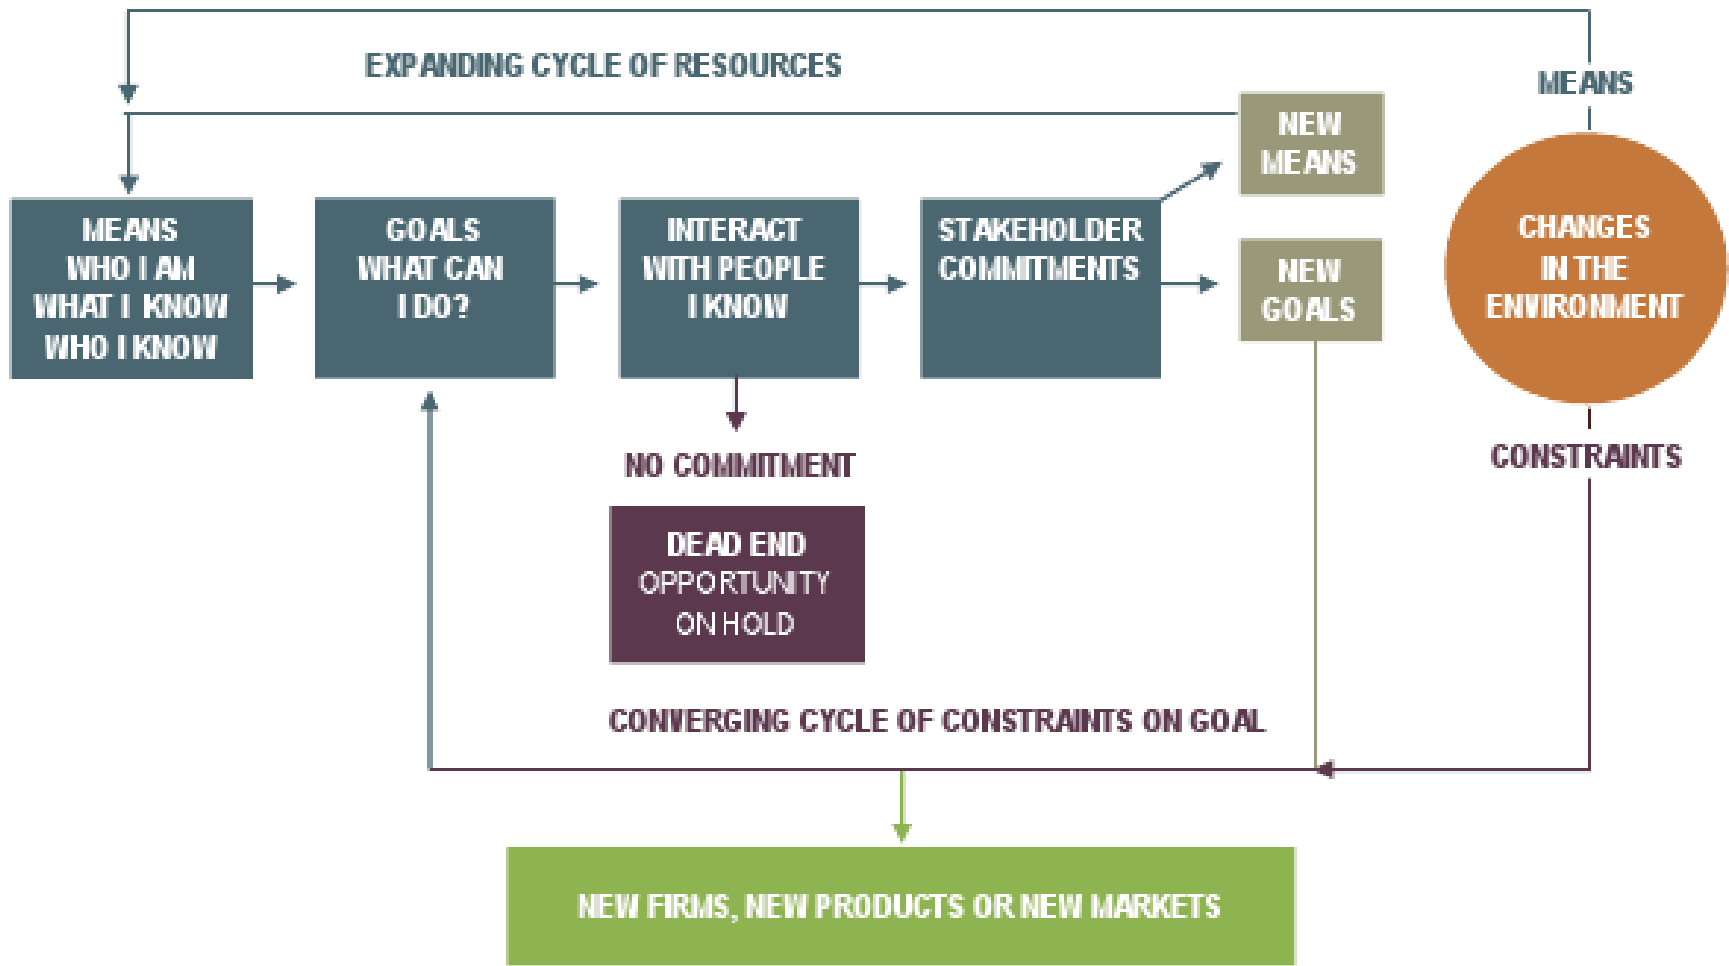 EXPANDING CYCLE OF RESOURCES
MEANS
NEW
MEANS
MEANS
WHO I AM
WHAT I KNOW
WHO I KNOW
GOALS
WHAT CAN
I DO?
INTERACT
WITH PEOPLE
I KNOW
STAKEHOLDER
COMMITMENTS
NEW
GOALS
CHANGES
IN THE
ENVIRONMENT
NO COMMITMENT
CONSTRAINTS
DEAD END
OPPORTUNITY
ON HOLD
CONVERGING CYCLE OF CONSTRAINTS ON GOAL
NEW FIRMS, NEW PRODUCTS OR NEW MARKETS